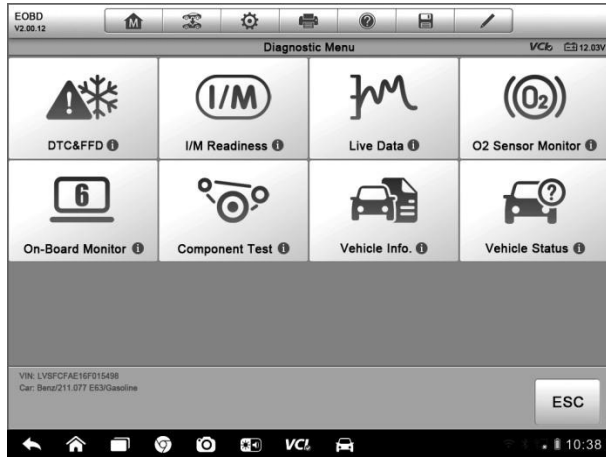 EOBD
V2.00.12
M
Diagnostic Menu
VCI
12.03V
I/M
O2
DTC&FFD
I/M Readiness
Live Data
O2 Sensor Monitor
6
?
On-Board Monitor
Component Test
Vehicle Info.
Vehicle Status
VIN: LVSFCFAE16F015498
Car: Benz/211.077 E63/Gasoline
ESC
VCI
10:38